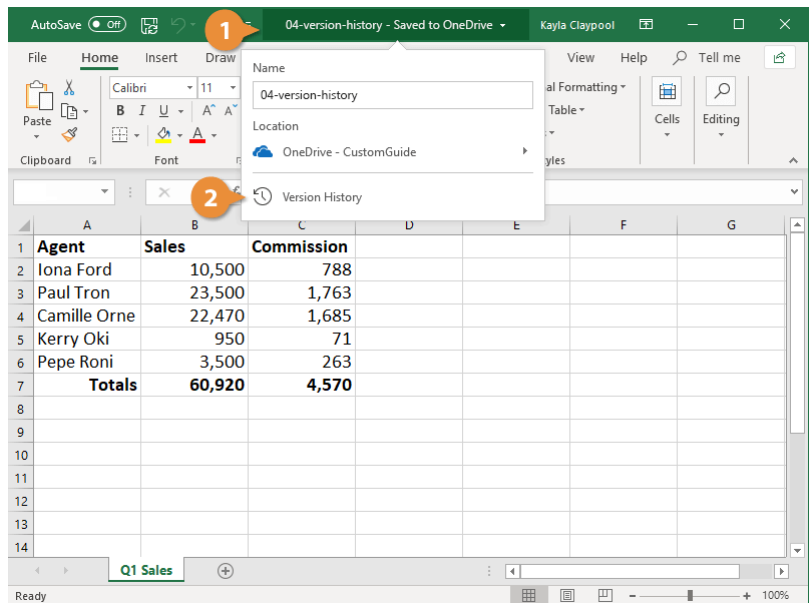 AutoSave Off 04-version-history - Saved to OneDrive Kayla Claypool
1
File Home Insert Draw View Help Tell me
Name
04-version-history
Location
OneDrive - CustomGuide
2 Version History
Paste
Calibri 11
B I U A A
A
al Formatting
Table
Cells Editing
Clipboard Font yles
A B C D E F G
1 Agent Sales Commission
2 Iona Ford 10,500 788
3 Paul Tron 23,500 1,763
4 Camille Orne 22,470 1,685
5 Kerry Oki 950 71
6 Pepe Roni 3,500 263
7 Totals 60,920 4,570
8
9
10
11
12
13
14
Q1 Sales
Ready 100%